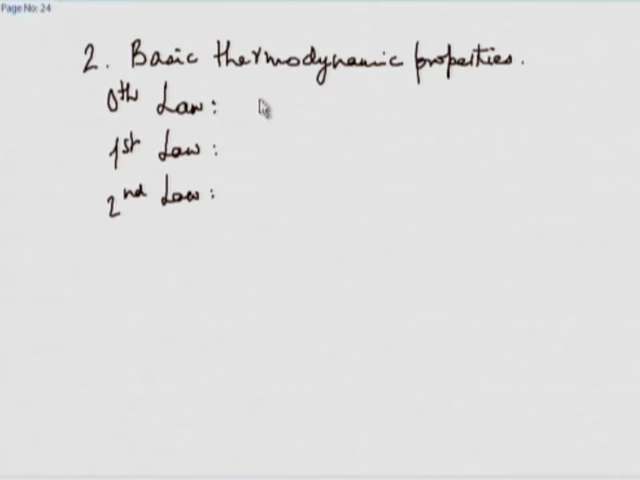 Page No: 24
2. Basic thermodynamic properties.
0th Law:
1st Law:
2nd Law: